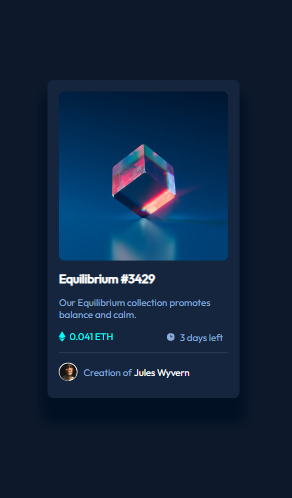 Equilibrium #3429
Our Equilibrium collection promotes
balance and calm.
0.041 ETH
3 days left
Creation of Jules Wyvern